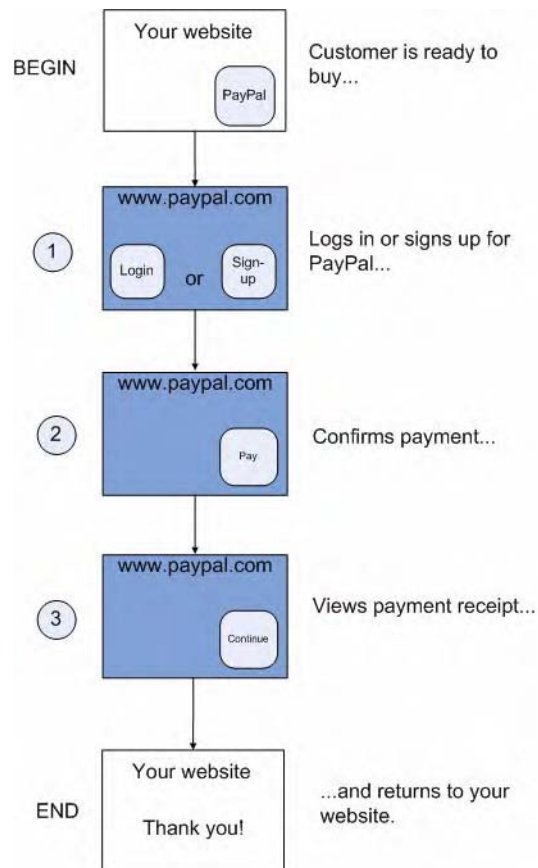 Your website
BEGIN
PayPal
Customer is ready to
buy...
www.paypal.com
1
Login
or
Sign-
up
Logs in or signs up for
PayPal...
www.paypal.com
2
Pay
Confirms payment...
www.paypal.com
3
Continue
Views payment receipt...
Your website
END
Thank you!
...and returns to your
website.